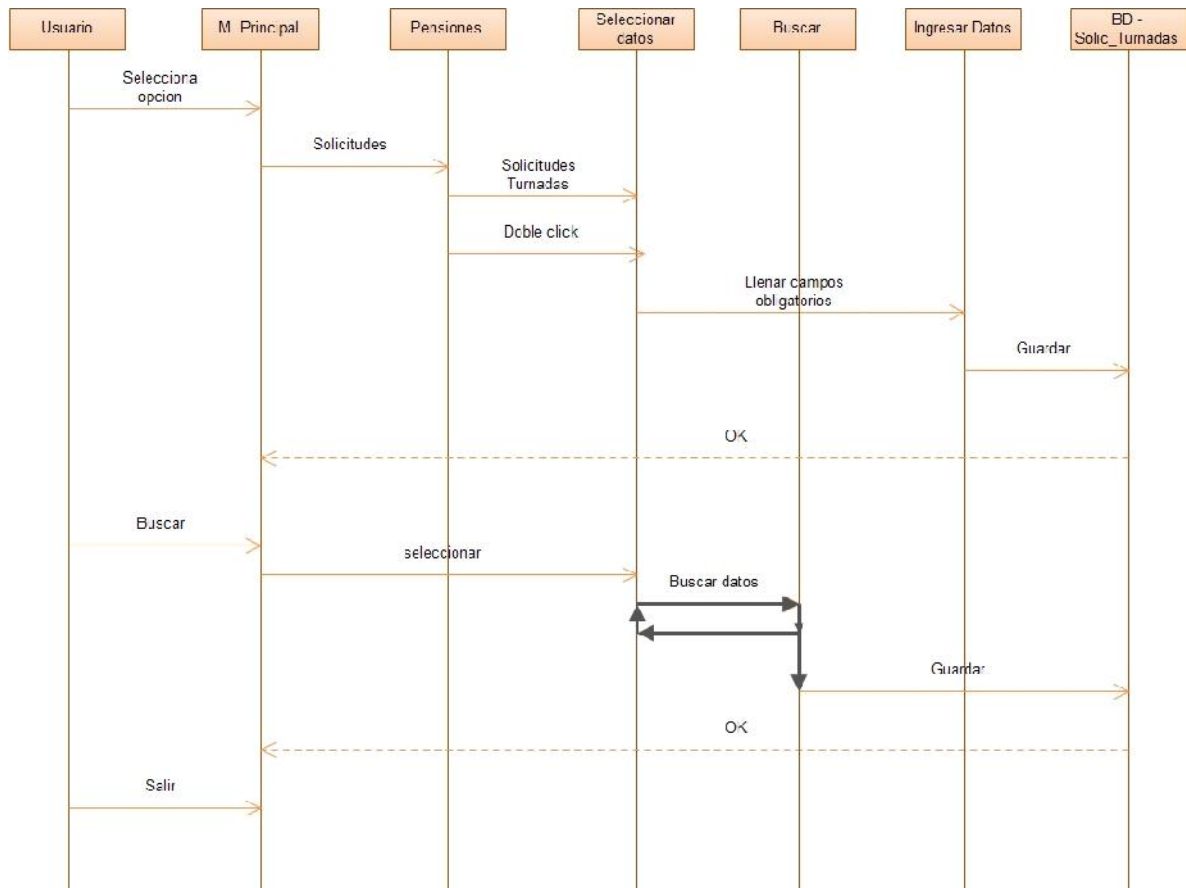 Usuario
M_Principal
Pensiones
Seleccionar
datos
Buscar
Ingresar Datos
BD -
Solic_Turnadas
Selecciona
opcion
Solicitudes
Solicitudes
Turnadas
Doble click
Llenar campos
obligatorios
Guardar
OK
Buscar
seleccionar
Buscar datos
Guardar
OK
Salir